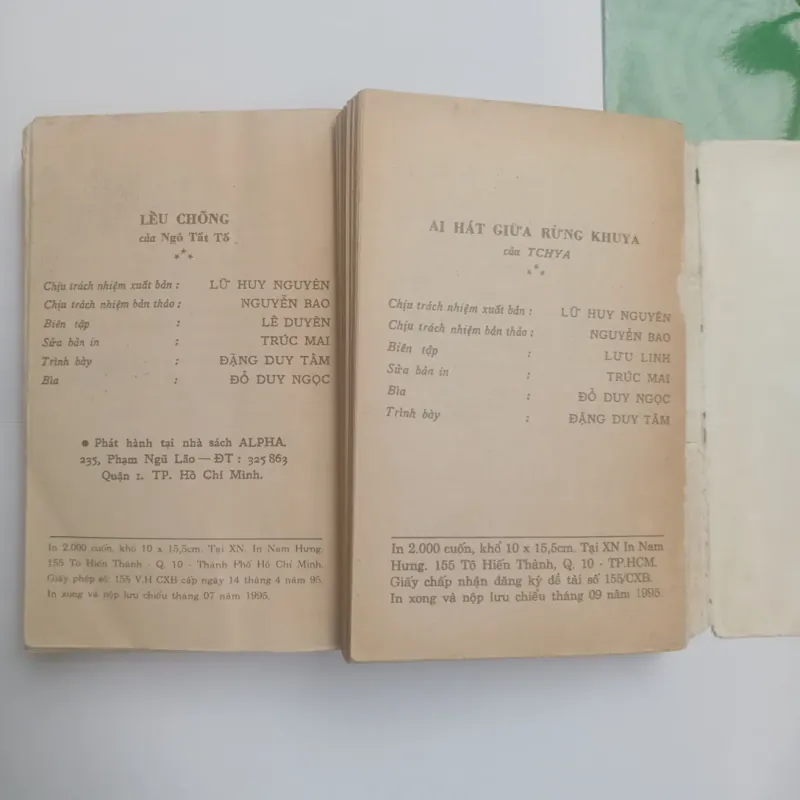 LỀU CHÕNG
của Ngô Tất Tố
***
Chịu trách nhiệm xuất bản : LỮ HUY NGUYÊN
Chịu trách nhiệm bản thảo : NGUYỄN BAO
Biên tập : LÊ DUYÊN
Sửa bản in : TRÚC MAI
Trình bày : ĐẶNG DUY TÂM
Bìa : ĐỖ DUY NGỌC
● Phát hành tại nhà sách ALPHA.
235, Phạm Ngũ Lão — ĐT : 325 863
Quận 1. TP. Hồ Chí Minh.
In 2.000 cuốn, khổ 10 x 15,5cm. Tại XN. In Nam Hưng.
155 Tô Hiến Thành - Q. 10 - Thành Phố Hồ Chí Minh.
Giấy phép số: 155 V.H CXB cấp ngày 14 tháng 4 năm 95.
In xong và nộp lưu chiểu tháng 07 năm 1995.
AI HÁT GIỮA RỪNG KHUYA
của TCHYA
***
Chịu trách nhiệm xuất bản : LỮ HUY NGUYÊN
Chịu trách nhiệm bản thảo : NGUYỄN BAO
Biên tập : LƯU LINH
Sửa bản in : TRÚC MAI
Bìa : ĐỖ DUY NGỌC
Trình bày : ĐẶNG DUY TÂM
In 2.000 cuốn, khổ 10 x 15,5cm. Tại XN In Nam
Hưng. 155 Tô Hiến Thành, Q. 10 - TP.HCM.
Giấy chấp nhận đăng ký đề tài số 155/CXB.
In xong và nộp lưu chiểu tháng 09 năm 1995.